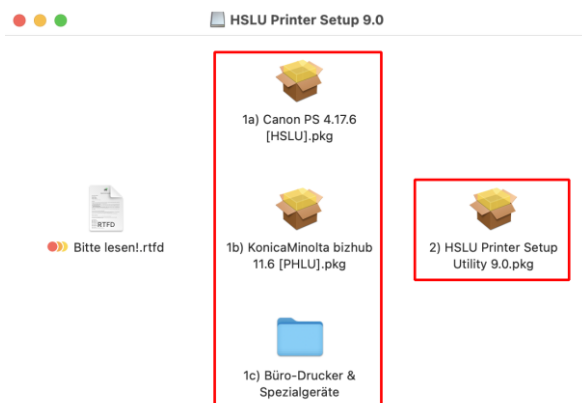 HSLU Printer Setup 9.0
1a) Canon PS 4.17.6
[HSLU].pkg
RTFD
Bitte lesen!.rtfd
1b) KonicaMinolta bizhub
11.6 [PHLU].pkg
2) HSLU Printer Setup
Utility 9.0.pkg
1c) Büro-Drucker &
Spezialgeräte